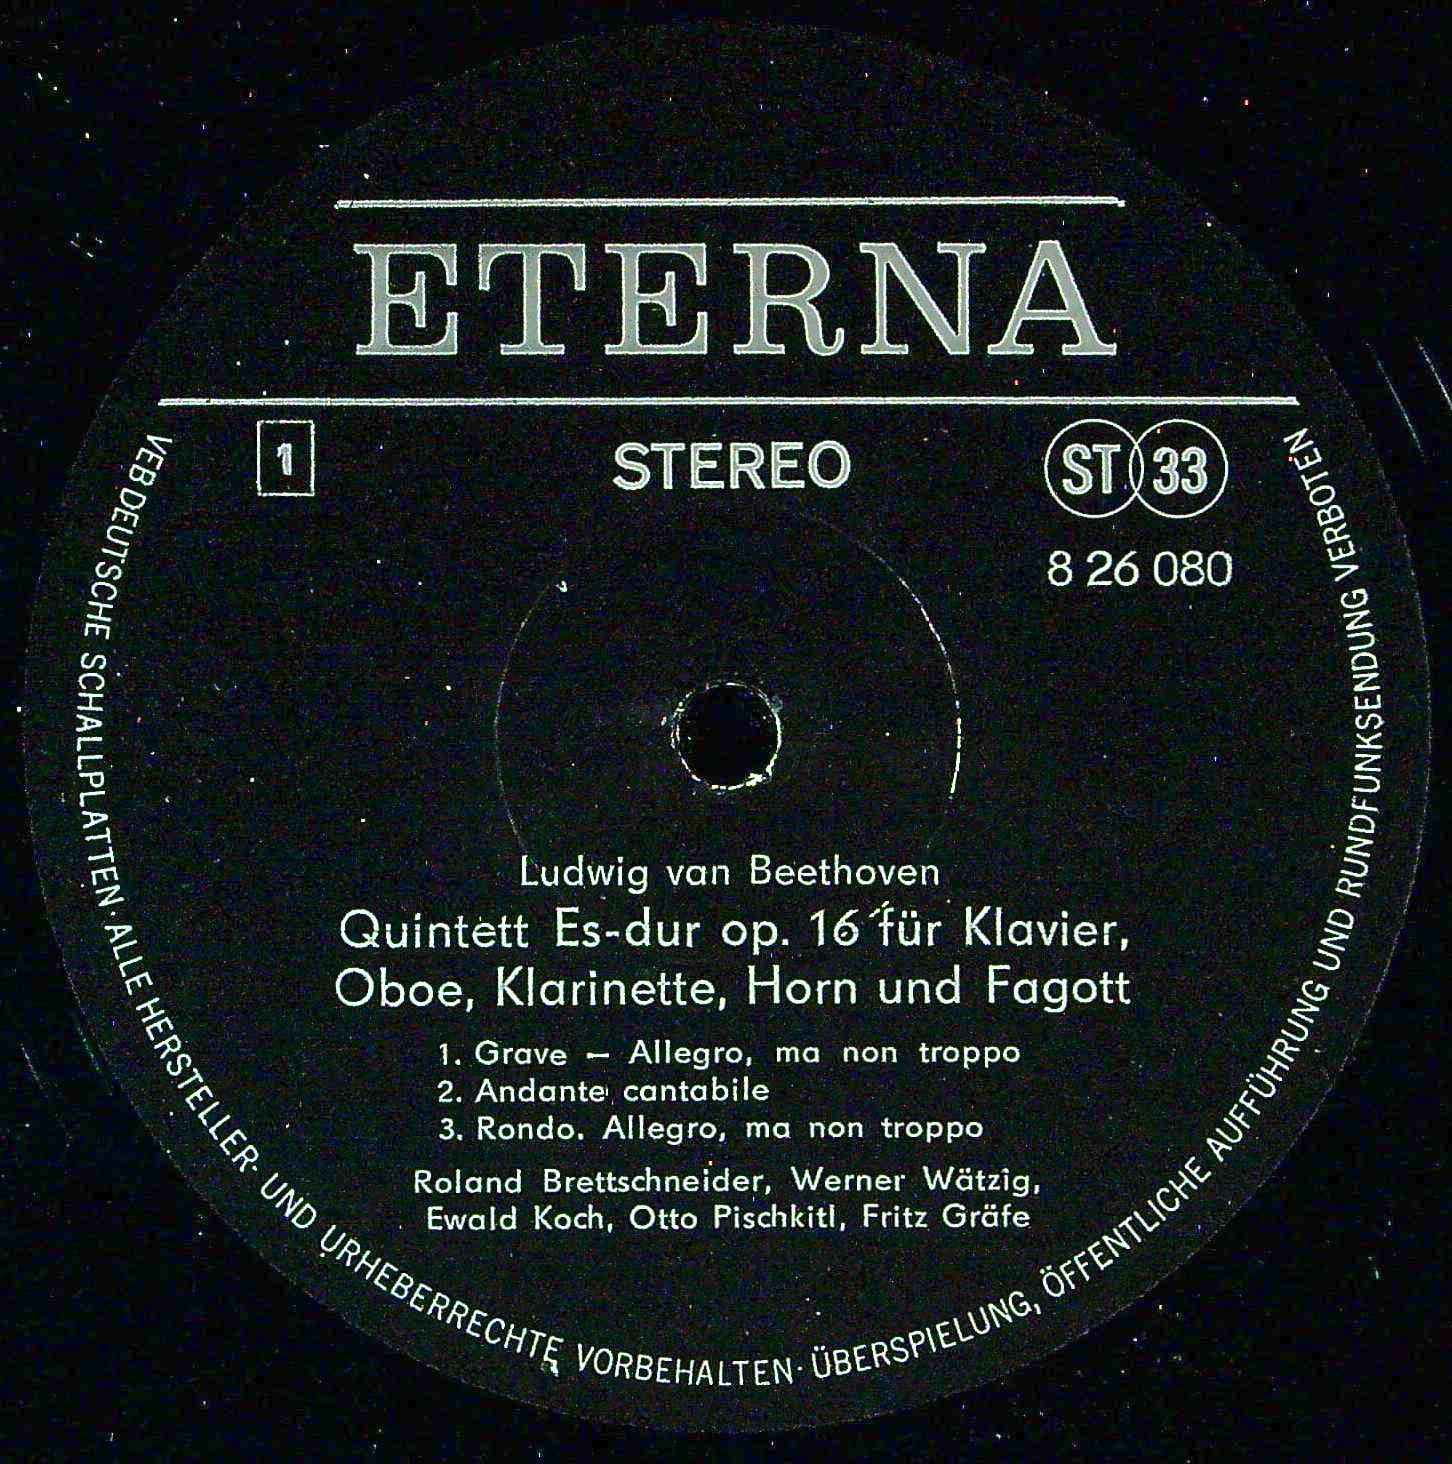 ETERNA
1
STEREO
ST 33
8 26 080
Ludwig van Beethoven
Quintett Es-dur op. 16 für Klavier,
Oboe, Klarinette, Horn und Fagott
1. Grave – Allegro, ma non troppo
2. Andante cantabile
3. Rondo. Allegro, ma non troppo
Roland Brettschneider, Werner Wätzig,
Ewald Koch, Otto Pischkitl, Fritz Gräfe
VEB DEUTSCHE SCHALLPLATTEN · ALLE HERSTELLER- UND URHEBERRECHTE VORBEHALTEN · ÜBERSPIELUNG, ÖFFENTLICHE AUFFÜHRUNG UND RUNDFUNKSENDUNG VERBOTEN